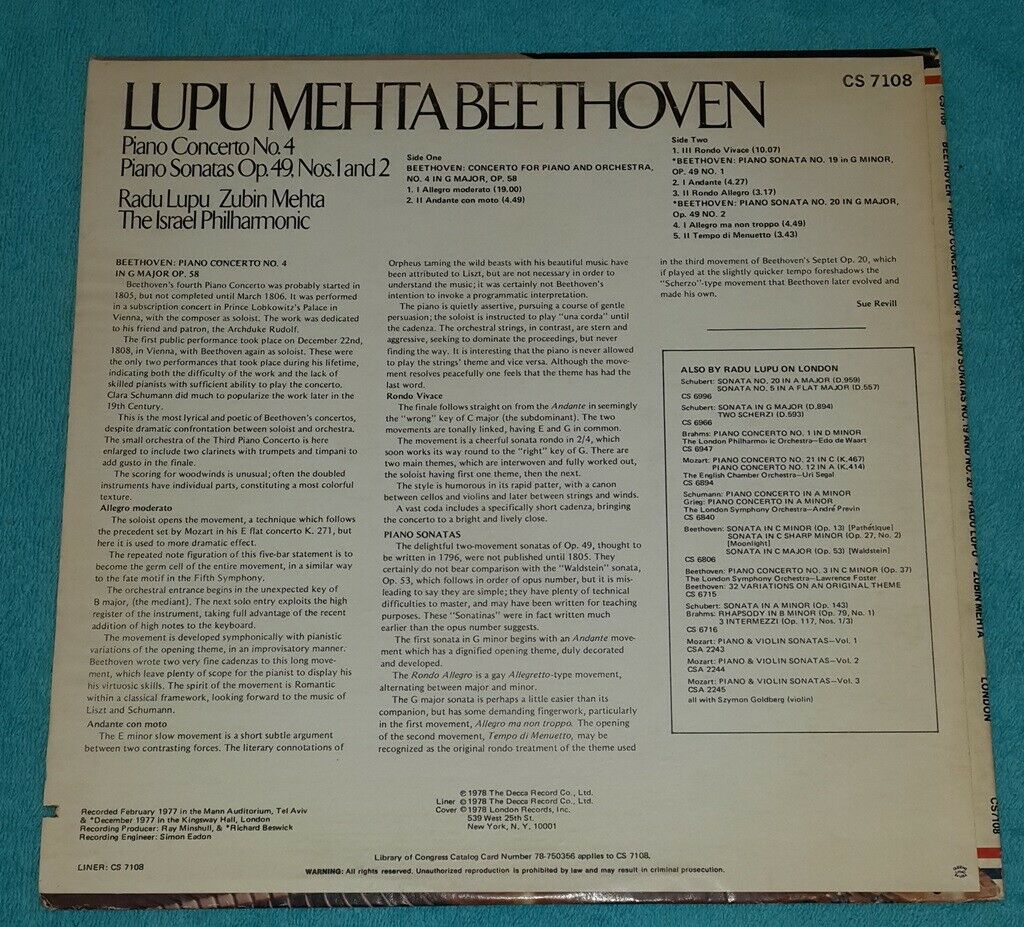 LUPU MEHTA BEETHOVEN
CS 7108
Piano Concerto No. 4
Piano Sonatas Op.49, Nos.1 and 2
Radu Lupu Zubin Mehta
The Israel Philharmonic
Side One
BEETHOVEN: CONCERTO FOR PIANO AND ORCHESTRA,
NO. 4 IN G MAJOR, OP. 58
1. I Allegro moderato (19.00)
2. II Andante con moto (4.49)
Side Two
1. III Rondo Vivace (10.07)
*BEETHOVEN: PIANO SONATA NO. 19 in G MINOR,
OP. 49 NO. 1
2. I Andante (4.27)
3. II Rondo Allegro (3.17)
*BEETHOVEN: PIANO SONATA NO. 20 IN G MAJOR,
Op. 49 NO. 2
4. I Allegro ma non troppo (4.49)
5. II Tempo di Menuetto (3.43)
BEETHOVEN: PIANO CONCERTO NO. 4
IN G MAJOR OP. 58
Beethoven's fourth Piano Concerto was probably started in
1805, but not completed until March 1806. It was performed
in a subscription concert in Prince Lobkowitz's Palace in
Vienna, with the composer as soloist. The work was dedicated
to his friend and patron, the Archduke Rudolf.
The first public performance took place on December 22nd,
1808, in Vienna, with Beethoven again as soloist. These were
the only two performances that took place during his lifetime,
indicating both the difficulty of the work and the lack of
skilled pianists with sufficient ability to play the concerto.
Clara Schumann did much to popularize the work later in the
19th Century.
This is the most lyrical and poetic of Beethoven's concertos,
despite dramatic confrontation between soloist and orchestra.
The small orchestra of the Third Piano Concerto is here
enlarged to include two clarinets with trumpets and timpani to
add gusto in the finale.
The scoring for woodwinds is unusual; often the doubled
instruments have individual parts, constituting a most colorful
texture.
Allegro moderato
The soloist opens the movement, a technique which follows
the precedent set by Mozart in his E flat concerto K. 271, but
here it is used to more dramatic effect.
The repeated note figuration of this five-bar statement is to
become the germ cell of the entire movement, in a similar way
to the fate motif in the Fifth Symphony.
The orchestral entrance begins in the unexpected key of
B major, (the mediant). The next solo entry exploits the high
register of the instrument, taking full advantage of the recent
addition of high notes to the keyboard.
The movement is developed symphonically with pianistic
variations of the opening theme, in an improvisatory manner.
Beethoven wrote two very fine cadenzas to this long move-
ment, which leave plenty of scope for the pianist to display his
his virtuosic skills. The spirit of the movement is Romantic
within a classical framework, looking forward to the music of
Liszt and Schumann.
Andante con moto
The E minor slow movement is a short subtle argument
between two contrasting forces. The literary connotations of
Orpheus taming the wild beasts with his beautiful music have
been attributed to Liszt, but are not necessary in order to
understand the music; it was certainly not Beethoven's
intention to invoke a programmatic interpretation.
The piano is quietly assertive, pursuing a course of gentle
persuasion; the soloist is instructed to play "una corda" until
the cadenza. The orchestral strings, in contrast, are stern and
aggressive, seeking to dominate the proceedings, but never
finding the way. It is interesting that the piano is never allowed
to play the strings' theme and vice versa. Although the move-
ment resolves peacefully one feels that the theme has had the
last word.
Rondo Vivace
The finale follows straight on from the Andante in seemingly
the "wrong" key of C major (the subdominant). The two
movements are tonally linked, having E and G in common.
The movement is a cheerful sonata rondo in 2/4, which
soon works its way round to the "right" key of G. There are
two main themes, which are interwoven and fully worked out,
the soloist having first one theme, then the next.
The style is humorous in its rapid patter, with a canon
between cellos and violins and later between strings and winds.
A vast coda includes a specifically short cadenza, bringing
the concerto to a bright and lively close.
PIANO SONATAS
The delightful two-movement sonatas of Op. 49, thought to
be written in 1796, were not published until 1805. They
certainly do not bear comparison with the "Waldstein" sonata,
Op. 53, which follows in order of opus number, but it is mis-
leading to say they are simple; they have plenty of technical
difficulties to master, and may have been written for teaching
purposes. These "Sonatinas" were in fact written much
earlier than the opus number suggests.
The first sonata in G minor begins with an Andante move-
ment which has a dignified opening theme, duly decorated
and developed.
The Rondo Allegro is a gay Allegretto-type movement,
alternating between major and minor.
The G major sonata is perhaps a little easier than its
companion, but has some demanding fingerwork, particularly
in the first movement, Allegro ma non troppo. The opening
of the second movement, Tempo di Menuetto, may be
recognized as the original rondo treatment of the theme used
in the third movement of Beethoven's Septet Op. 20, which
if played at the slightly quicker tempo foreshadows the
"Scherzo"-type movement that Beethoven later evolved and
made his own.
Sue Revill
ALSO BY RADU LUPU ON LONDON
Schubert: SONATA NO. 20 IN A MAJOR (D.959)
SONATA NO. 5 IN A FLAT MAJOR (D.557)
CS 6996
Schubert: SONATA IN G MAJOR (D.894)
TWO SCHERZI (D.593)
CS 6966
Brahms: PIANO CONCERTO NO. 1 IN D MINOR
The London Philharmonic Orchestra—Edo de Waart
CS 6947
Mozart: PIANO CONCERTO NO. 21 IN C (K.467)
PIANO CONCERTO NO. 12 IN A (K.414)
The English Chamber Orchestra—Uri Segal
CS 6894
Schumann: PIANO CONCERTO IN A MINOR
Grieg: PIANO CONCERTO IN A MINOR
The London Symphony Orchestra—André Previn
CS 6840
Beethoven: SONATA IN C MINOR (Op. 13) [Pathétique]
SONATA IN C SHARP MINOR (Op. 27, No. 2)
[Moonlight]
SONATA IN C MAJOR (Op. 53) [Waldstein]
CS 6806
Beethoven: PIANO CONCERTO NO. 3 IN C MINOR (Op. 37)
The London Symphony Orchestra—Lawrence Foster
Beethoven: 32 VARIATIONS ON AN ORIGINAL THEME
CS 6715
Schubert: SONATA IN A MINOR (Op. 143)
Brahms: RHAPSODY IN B MINOR (Op. 79, No. 1)
3 INTERMEZZI (Op. 117, Nos. 1/3)
CS 6716
Mozart: PIANO & VIOLIN SONATAS—Vol. 1
CSA 2243
Mozart: PIANO & VIOLIN SONATAS—Vol. 2
CSA 2244
Mozart: PIANO & VIOLIN SONATAS—Vol. 3
CSA 2245
all with Szymon Goldberg (violin)
Recorded February 1977 in the Mann Auditorium, Tel Aviv
& *December 1977 in the Kingsway Hall, London
Recording Producer: Ray Minshull, & *Richard Beswick
Recording Engineer: Simon Eadon
℗ 1978 The Decca Record Co., Ltd.
Liner © 1978 The Decca Record Co., Ltd.
Cover © 1978 London Records, Inc.
539 West 25th St.
New York, N. Y. 10001
LINER: CS 7108
Library of Congress Catalog Card Number 78-750356 applies to CS 7108.
WARNING: All rights reserved. Unauthorized reproduction is prohibited by law and may result in criminal prosecution.
CS7108 BEETHOVEN: PIANO CONCERTO NO. 4 • PIANO SONATAS NO. 19 AND NO. 20 • RADU LUPU • ZUBIN MEHTA LONDON CS7108